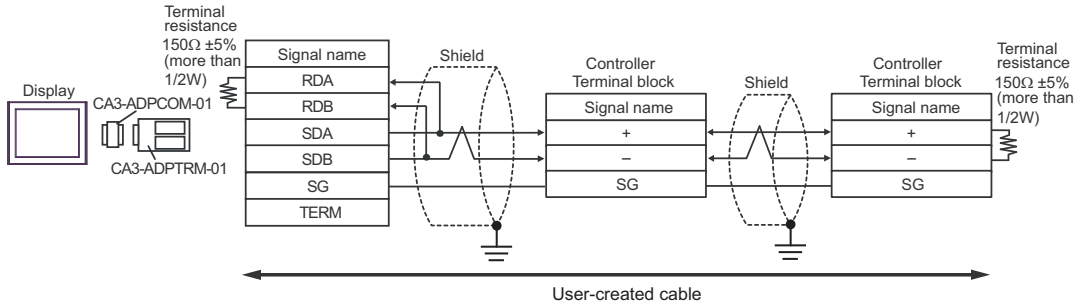 Terminal
resistance
150Ω ±5%
(more than
1/2W)
Display
CA3-ADPCOM-01
CA3-ADPTRM-01
Signal name
RDA
RDB
SDA
SDB
SG
TERM
Shield
Controller
Terminal block
Signal name
+
–
SG
Shield
Controller
Terminal block
Signal name
+
–
SG
Terminal
resistance
150Ω ±5%
(more than
1/2W)
User-created cable